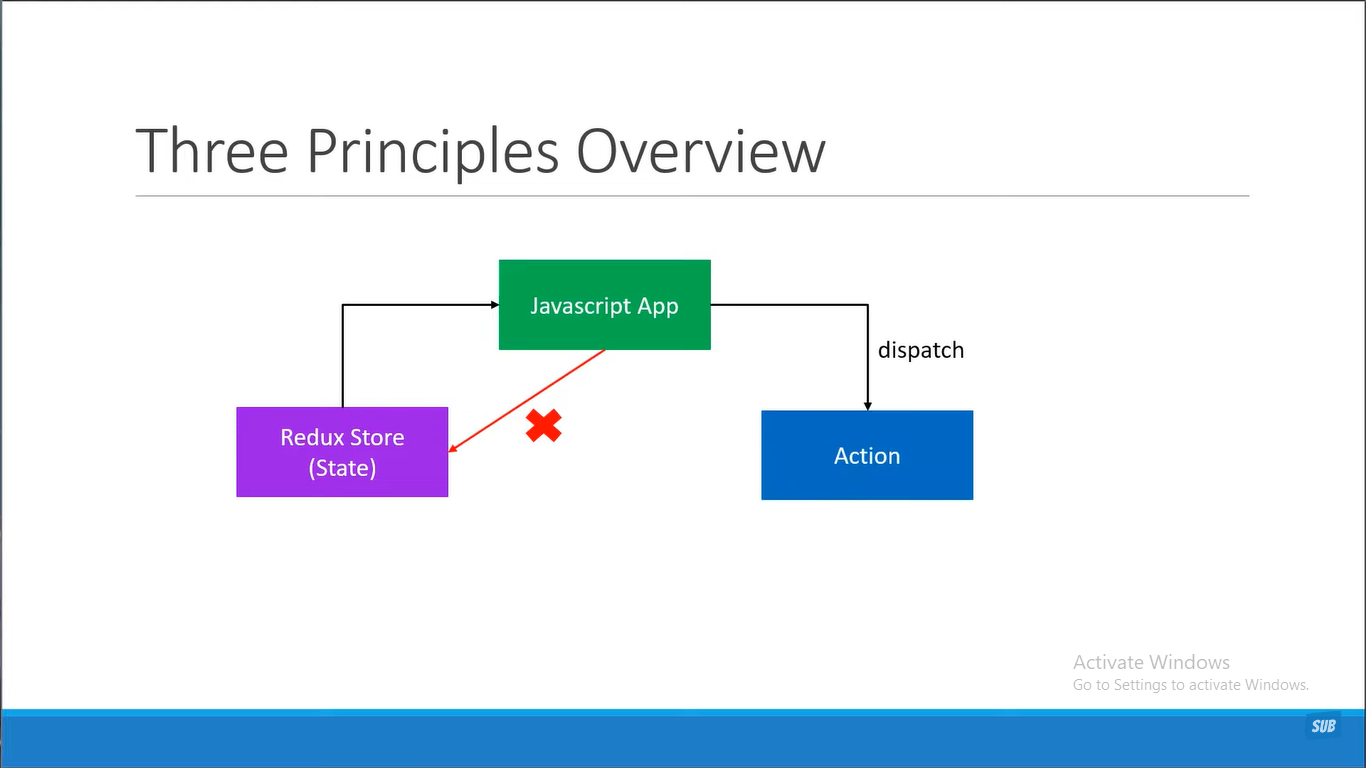 Three Principles Overview
Javascript App
dispatch
Redux Store
(State)
Action
Activate Windows
Go to Settings to activate Windows.
SUB